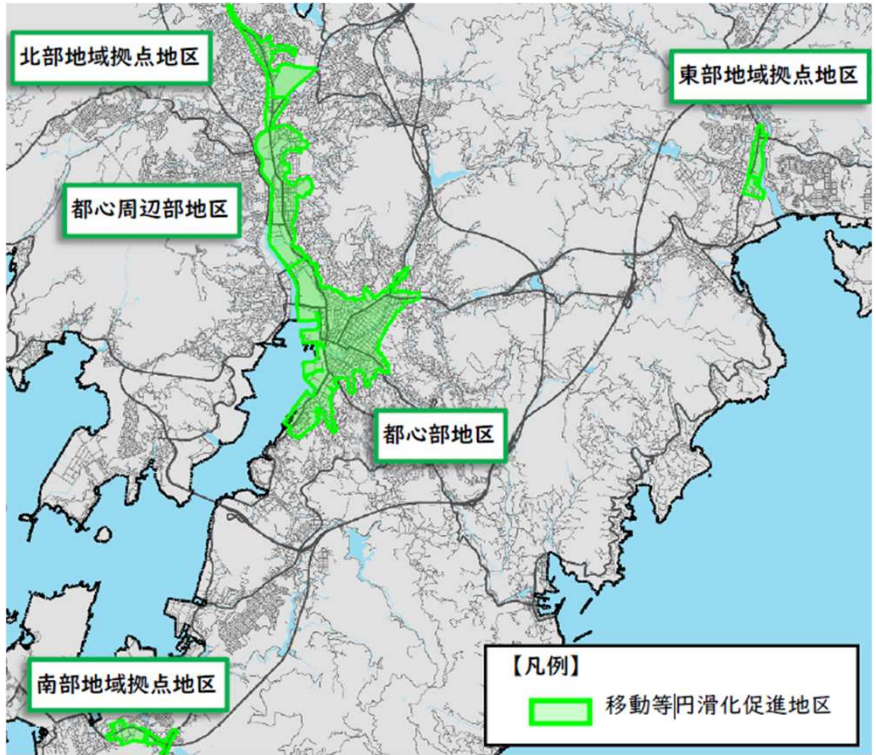 北部地域拠点地区
東部地域拠点地区
都心周辺部地区
都心部地区
南部地域拠点地区
【凡例】
移動等円滑化促進地区